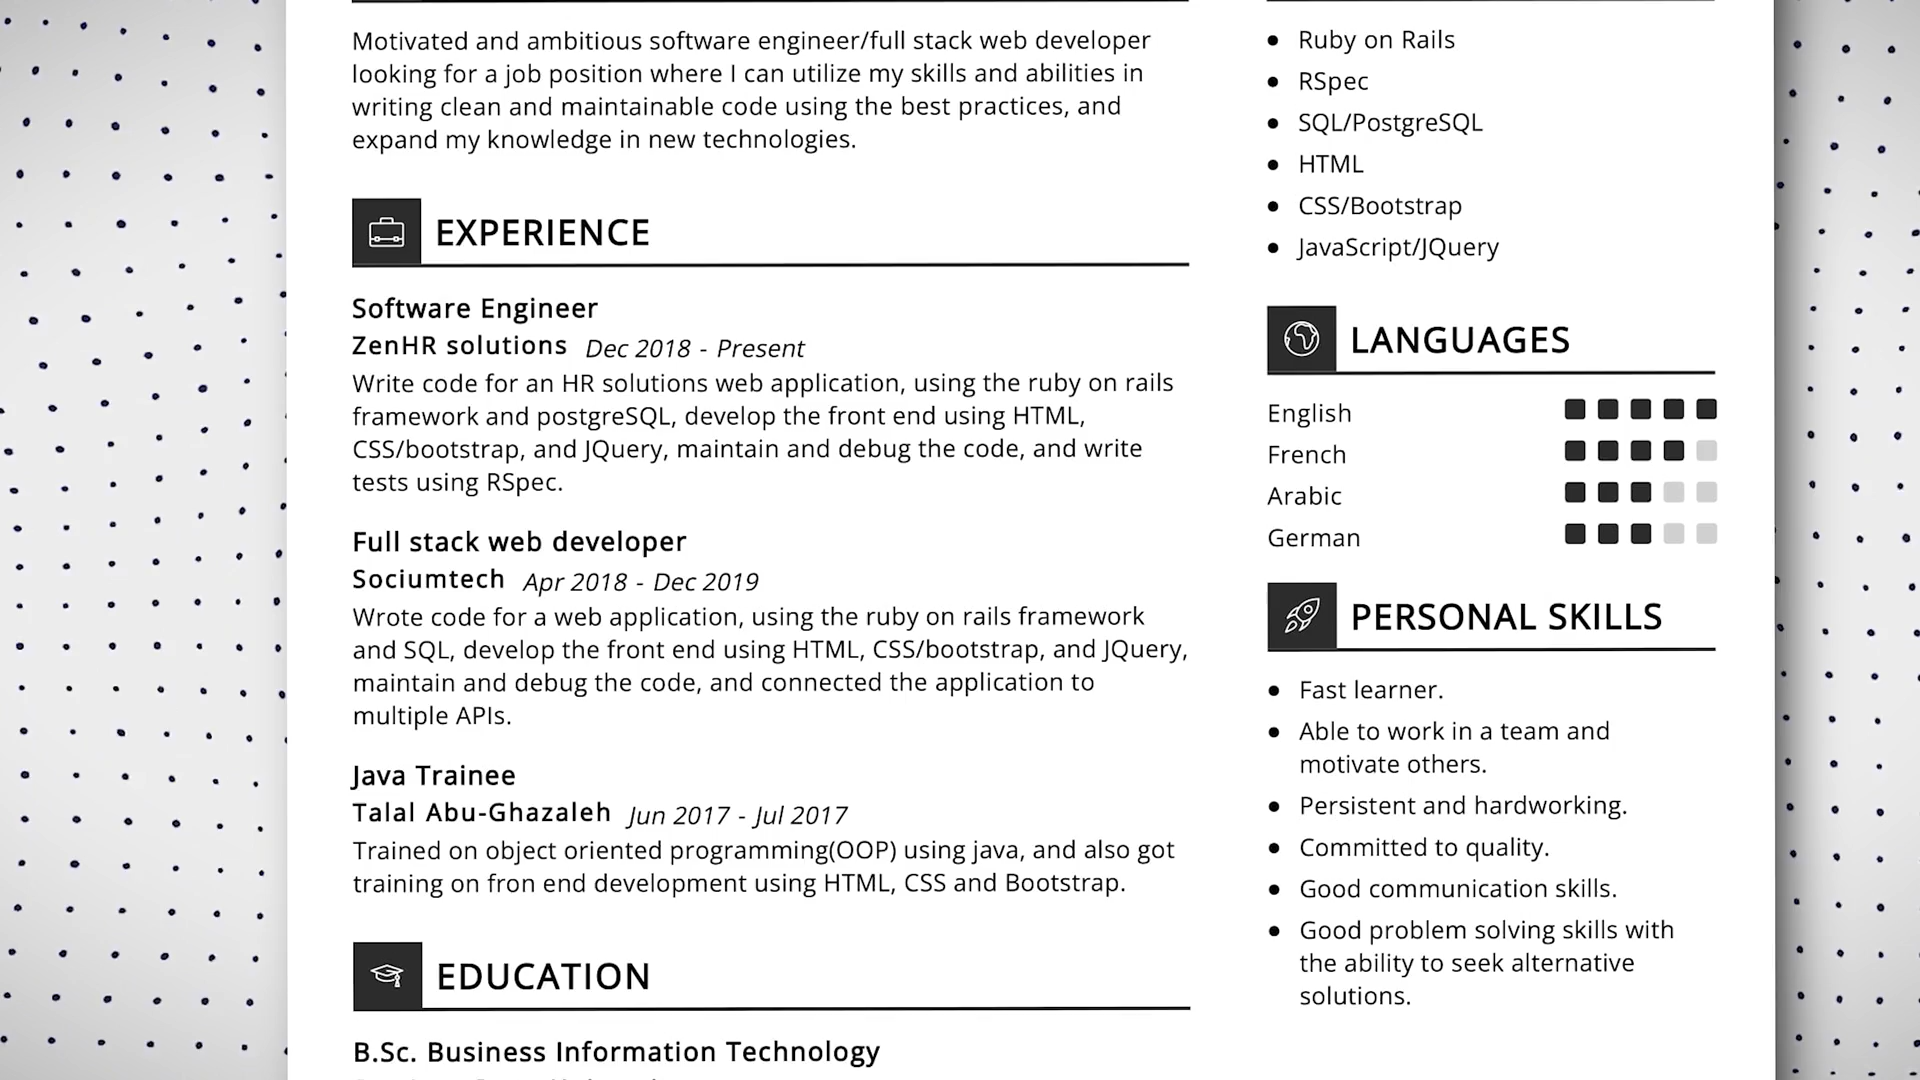 Motivated and ambitious software engineer/full stack web developer
looking for a job position where I can utilize my skills and abilities in
writing clean and maintainable code using the best practices, and
expand my knowledge in new technologies.
EXPERIENCE
Software Engineer
ZenHR solutions Dec 2018 - Present
Write code for an HR solutions web application, using the ruby on rails
framework and postgreSQL, develop the front end using HTML,
CSS/bootstrap, and JQuery, maintain and debug the code, and write
tests using RSpec.
Full stack web developer
Sociumtech Apr 2018 - Dec 2019
Wrote code for a web application, using the ruby on rails framework
and SQL, develop the front end using HTML, CSS/bootstrap, and JQuery,
maintain and debug the code, and connected the application to
multiple APIs.
Java Trainee
Talal Abu-Ghazaleh Jun 2017 - Jul 2017
Trained on object oriented programming(OOP) using java, and also got
training on fron end development using HTML, CSS and Bootstrap.
EDUCATION
B.Sc. Business Information Technology
Ruby on Rails
RSpec
SQL/PostgreSQL
HTML
CSS/Bootstrap
JavaScript/JQuery
LANGUAGES
English
French
Arabic
German
PERSONAL SKILLS
Fast learner.
Able to work in a team and
motivate others.
Persistent and hardworking.
Committed to quality.
Good communication skills.
Good problem solving skills with
the ability to seek alternative
solutions.